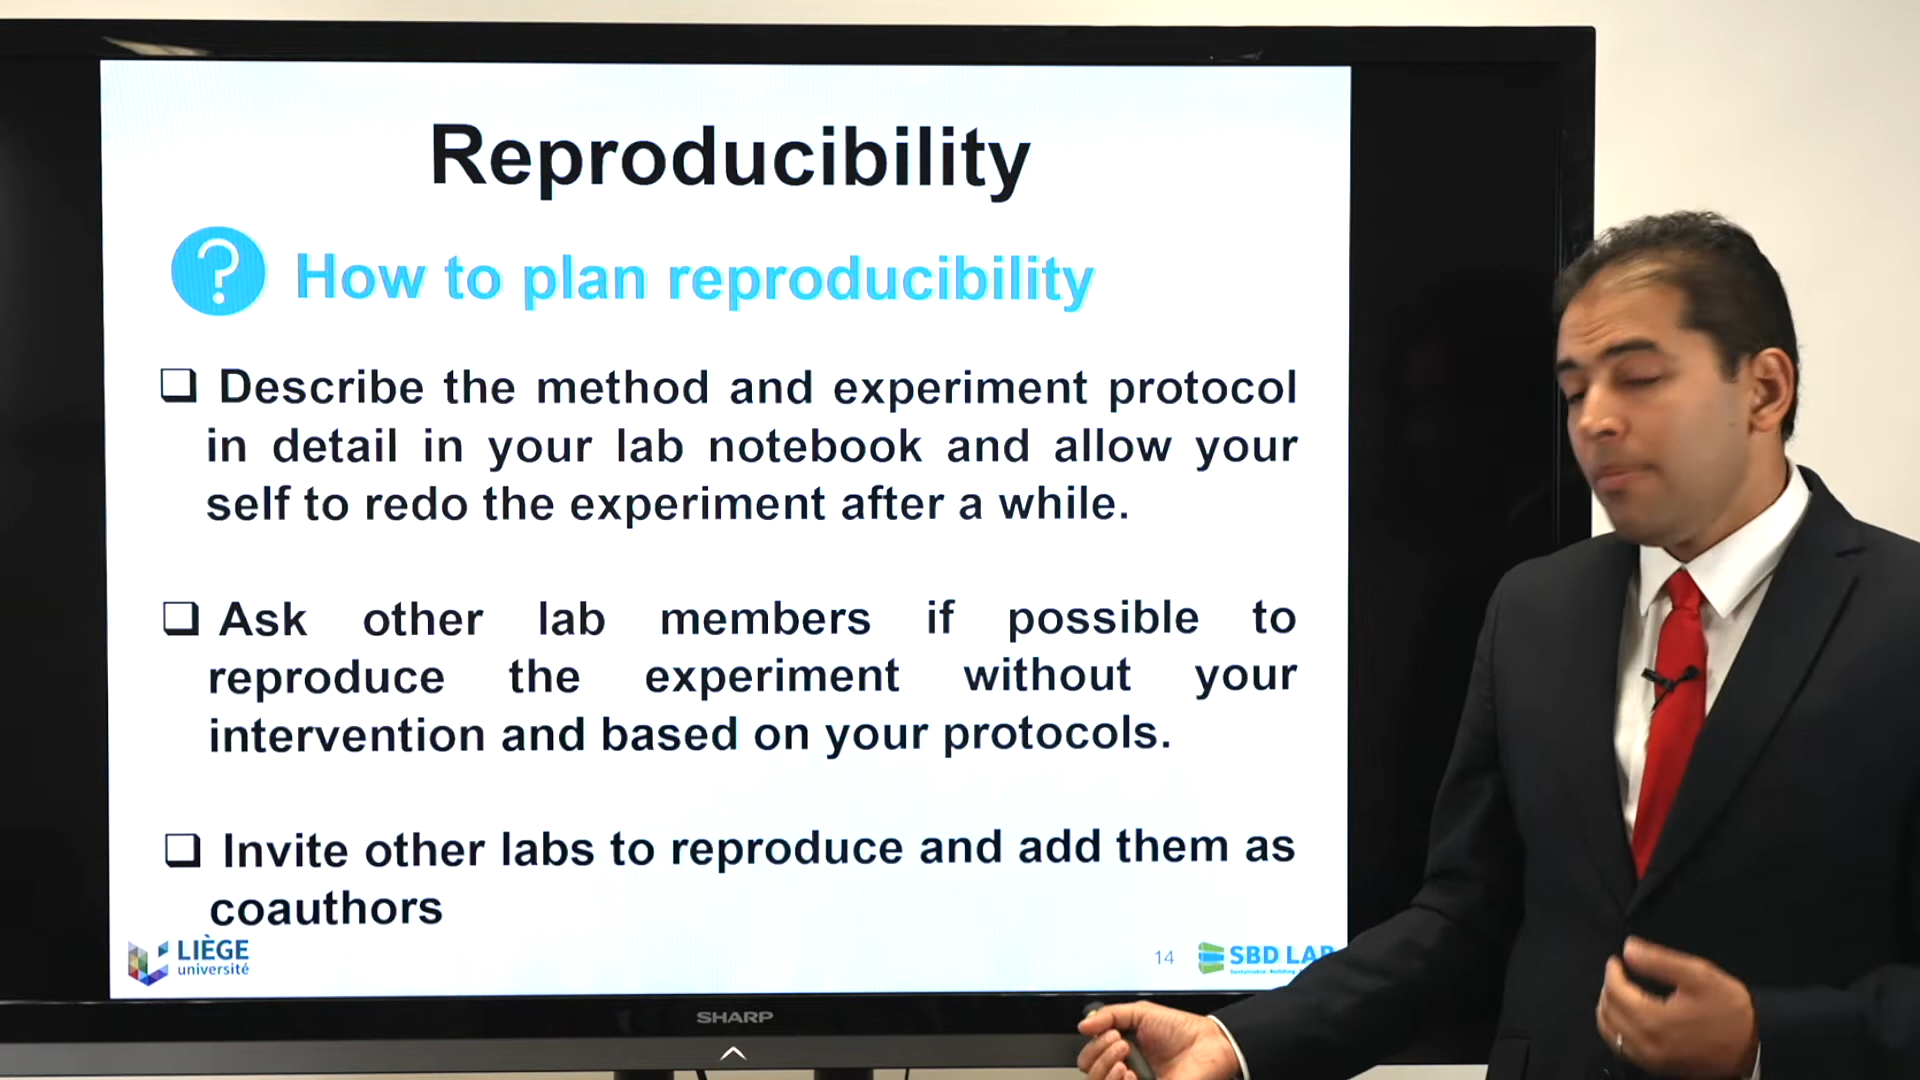 Reproducibility
How to plan reproducibility
Describe the method and experiment protocol
in detail in your lab notebook and allow your
self to redo the experiment after a while.
Ask other lab members if possible to
reproduce the experiment without your
intervention and based on your protocols.
Invite other labs to reproduce and add them as
coauthors
LIÈGE
université
14
SBD LAB
Sustainable Building
SHARP